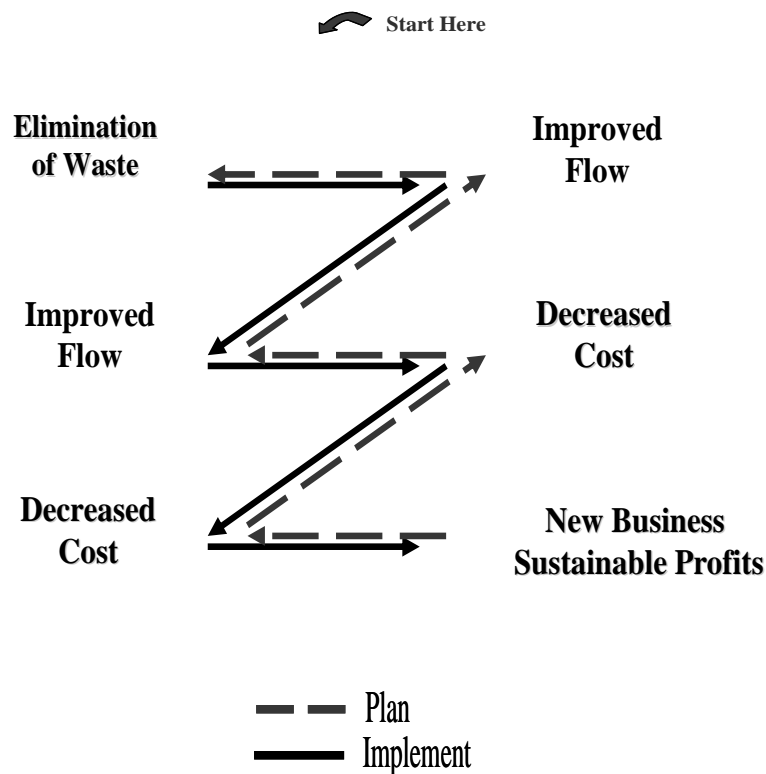 Start Here
Elimination
of Waste
Improved
Flow
Improved
Flow
Decreased
Cost
Decreased
Cost
New Business
Sustainable Profits
Plan
Implement